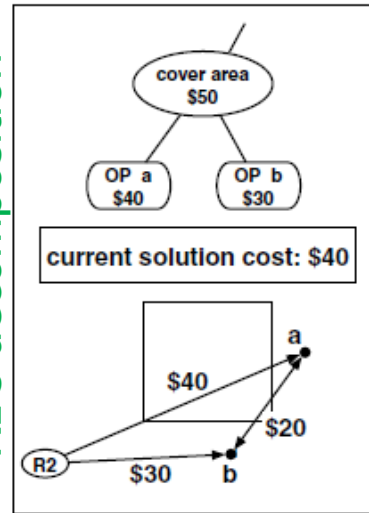 cover area
$50
OP a
$40
OP b
$30
current solution cost: $40
a
$40
$20
R2
$30
b